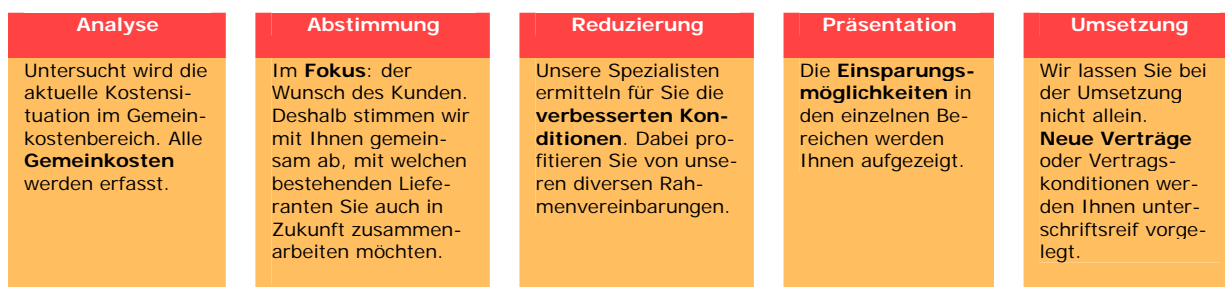 Analyse
Untersucht wird die
aktuelle Kostensi-
tuation im Gemein-
kostenbereich. Alle
Gemeinkosten
werden erfasst.
Abstimmung
Im Fokus: der
Wunsch des Kunden.
Deshalb stimmen wir
mit Ihnen gemein-
sam ab, mit welchen
bestehenden Liefe-
ranten Sie auch in
Zukunft zusammen-
arbeiten möchten.
Reduzierung
Unsere Spezialisten
ermitteln für Sie die
verbesserten Kon-
ditionen. Dabei pro-
fitieren Sie von unse-
ren diversen Rah-
menvereinbarungen.
Präsentation
Die Einsparungs-
möglichkeiten in
den einzelnen Be-
reichen werden
Ihnen aufgezeigt.
Umsetzung
Wir lassen Sie bei
der Umsetzung
nicht allein.
Neue Verträge
oder Vertrags-
konditionen wer-
den Ihnen unter-
schriftsreif vorge-
legt.